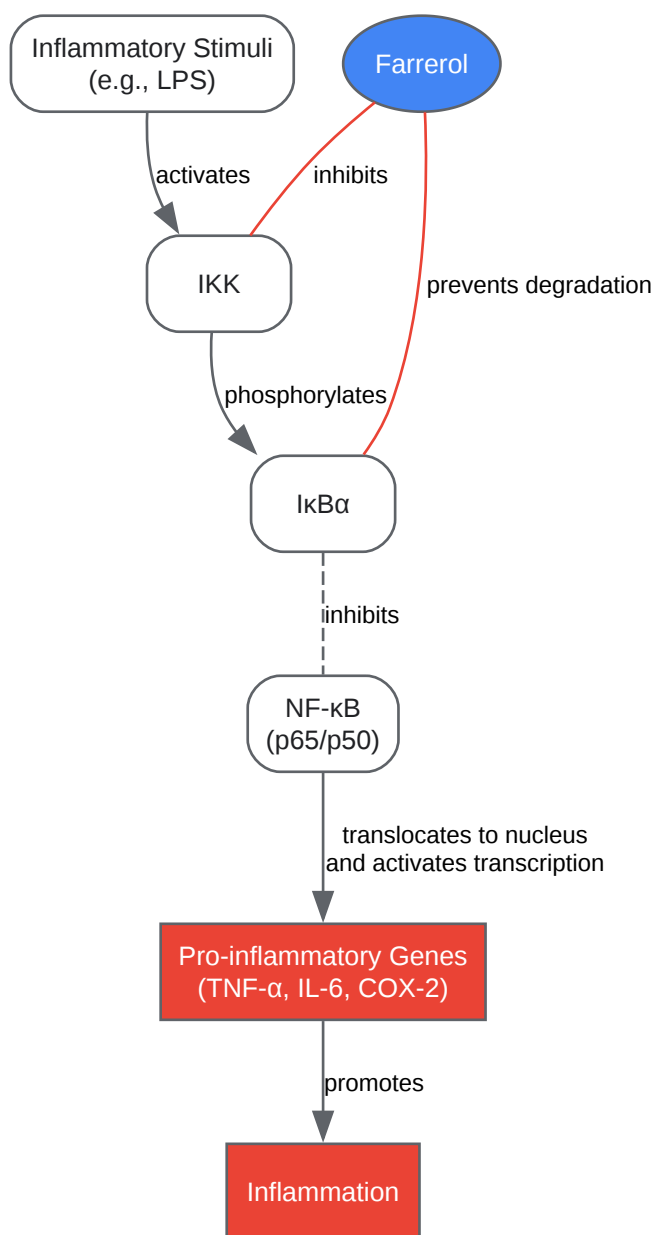 Inflammatory Stimuli
(e.g., LPS)
Farrerol
activates
inhibits
IKK
prevents degradation
phosphorylates
IκBα
inhibits
NF-κB
(p65/p50)
translocates to nucleus
and activates transcription
Pro-inflammatory Genes
(TNF-α, IL-6, COX-2)
promotes
Inflammation